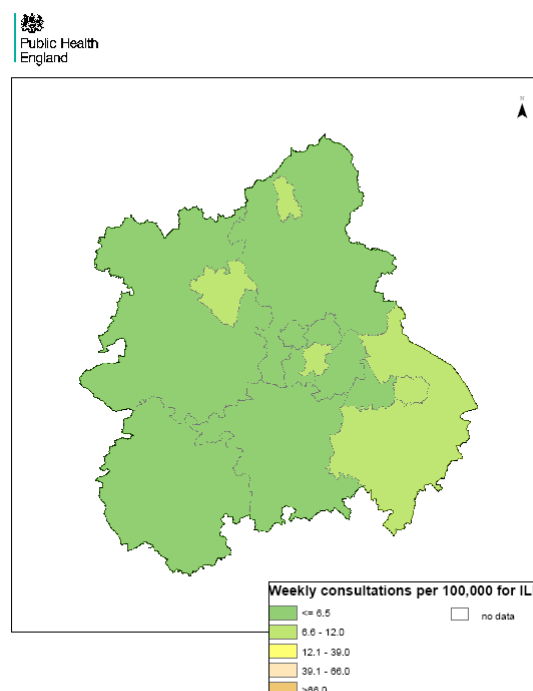 Public Health
England
N
Weekly consultations per 100,000 for IL
<= 6.5
no data
6.6 - 12.0
12.1 - 39.0
39.1 - 66.0
>66.0